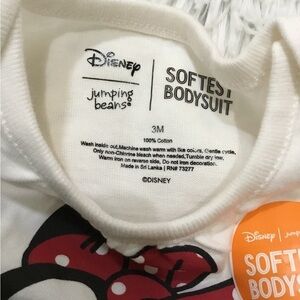 Disney
jumping beans®
SOFTEST
BODYSUIT
3M
100% Cotton
Wash inside out,Machine wash warm with like colors, Gentle cycle,
Only non-Chlorine bleach when needed,Tumble dry low,
Warm iron on reverse side, Do not iron decoration.
Made in Sri Lanka | RN# 73277
©DISNEY
Disney | jump
SOFT
BODYS